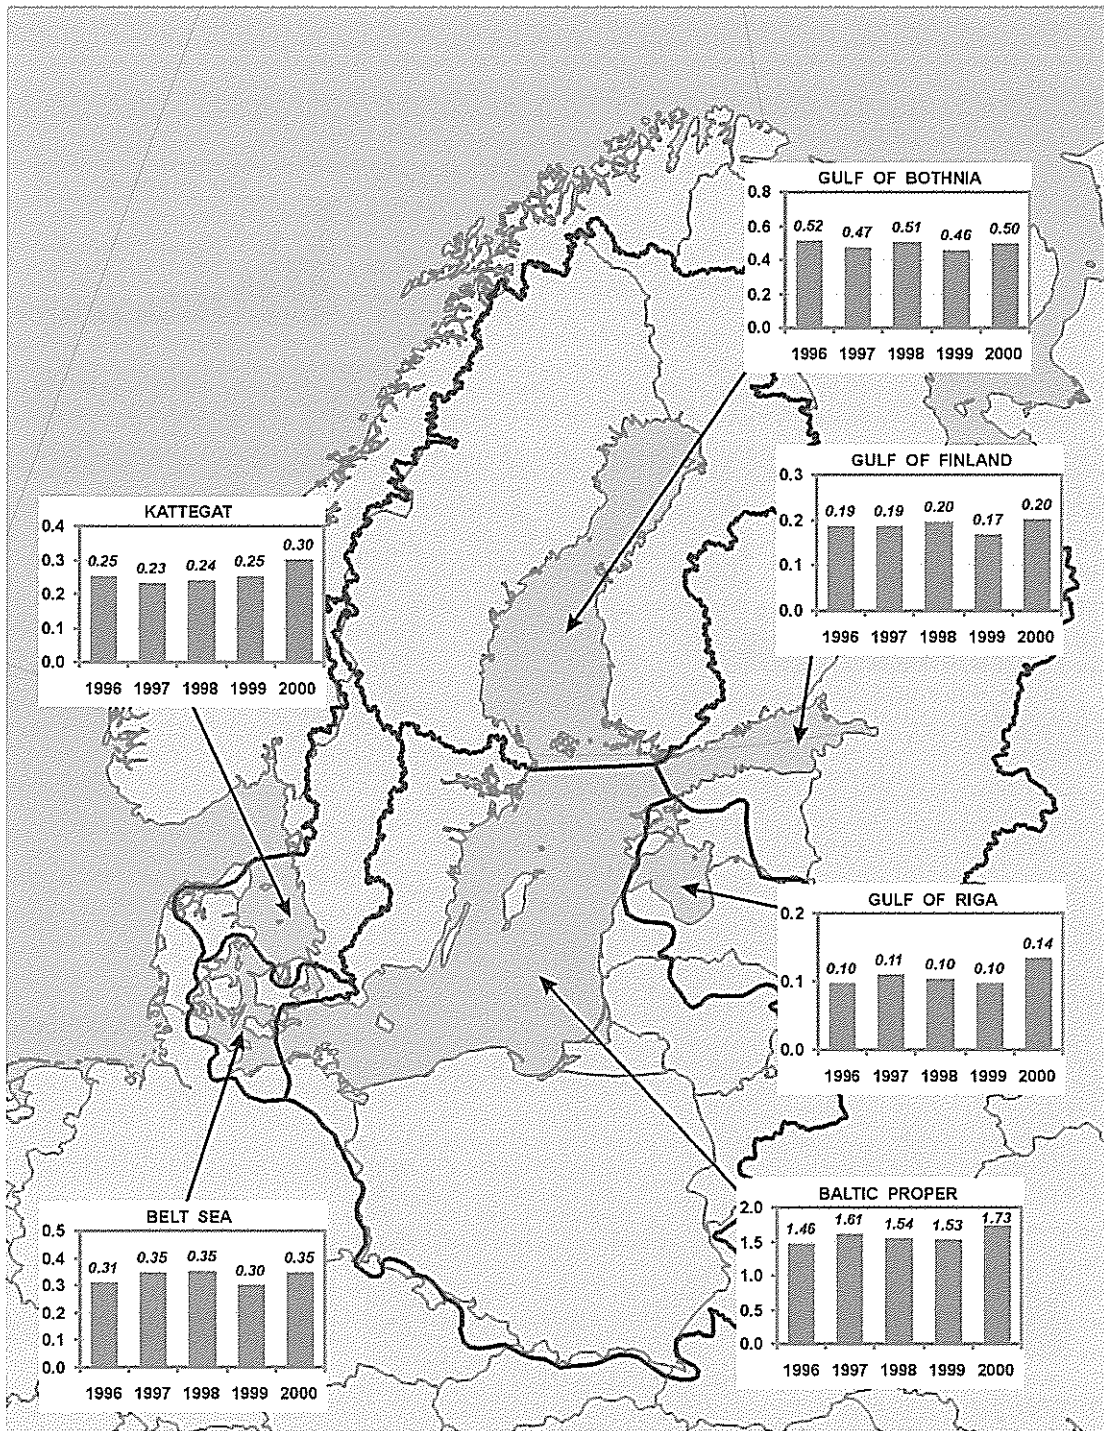 GULF OF BOTHNIA
0.8
0.6
0.4
0.2
0.0
0.52 0.47 0.51 0.46 0.50
1996 1997 1998 1999 2000
GULF OF FINLAND
0.3
0.2
0.1
0.0
0.19 0.19 0.20 0.17 0.20
1996 1997 1998 1999 2000
KATTEGAT
0.4
0.3
0.2
0.1
0.0
0.25 0.23 0.24 0.25 0.30
1996 1997 1998 1999 2000
GULF OF RIGA
0.2
0.1
0.0
0.10 0.11 0.10 0.10 0.14
1996 1997 1998 1999 2000
BELT SEA
0.5
0.4
0.3
0.2
0.1
0.0
0.31 0.35 0.35 0.30 0.35
1996 1997 1998 1999 2000
BALTIC PROPER
2.0
1.5
1.0
0.5
0.0
1.46 1.61 1.54 1.53 1.73
1996 1997 1998 1999 2000